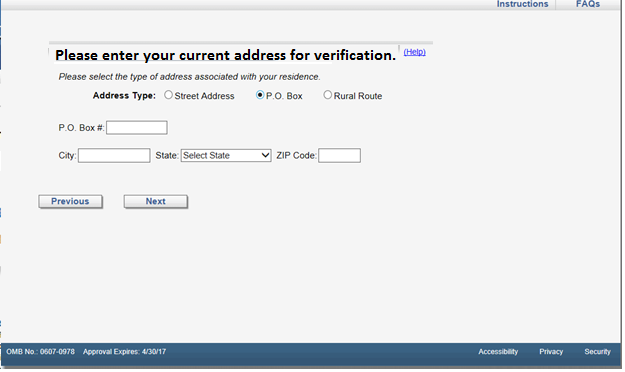 Instructions FAQs
Please enter your current address for verification. (Help)
Please select the type of address associated with your residence.
Address Type: Street Address P.O. Box Rural Route
P.O. Box #:
City: State: Select State ZIP Code:
Previous Next
OMB No.: 0607-0978 Approval Expires: 4/30/17 Accessibility Privacy Security